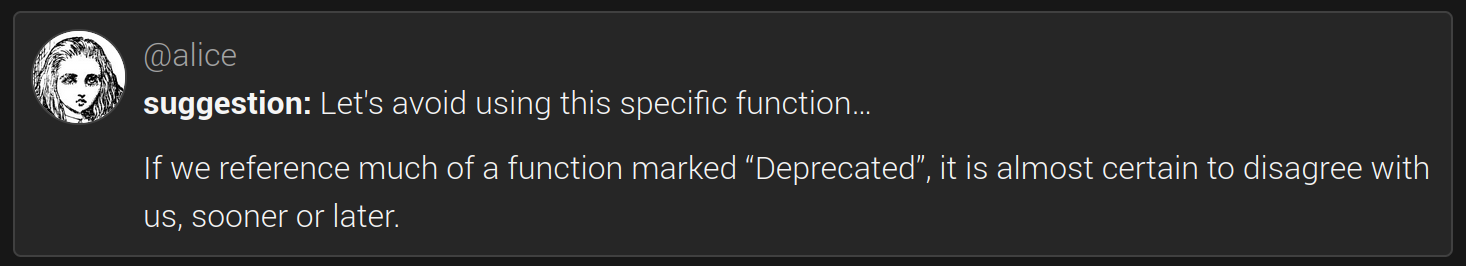 @alice
suggestion: Let's avoid using this specific function…
If we reference much of a function marked “Deprecated”, it is almost certain to disagree with
us, sooner or later.